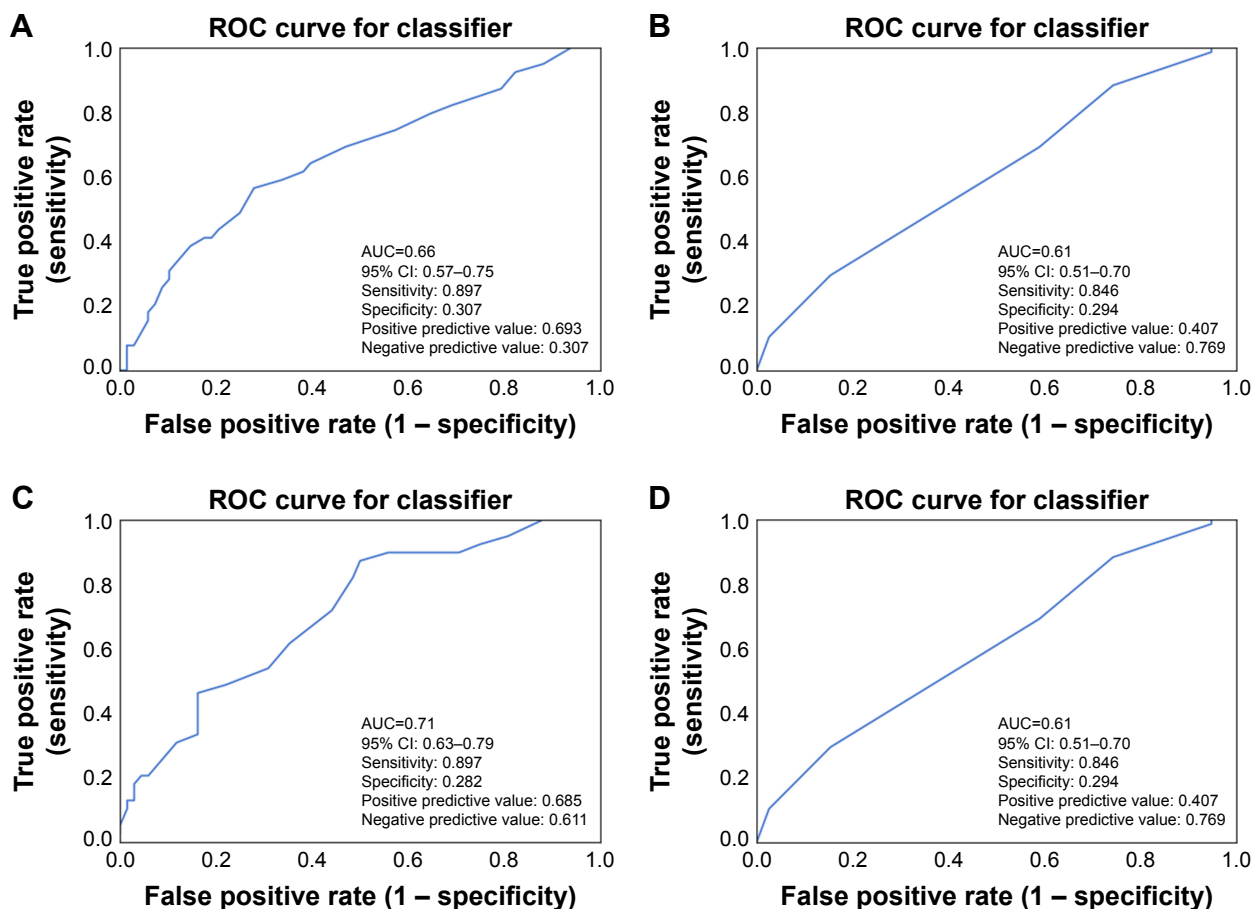 A
ROC curve for classifier
1.0
0.8
0.6
0.4
0.2
0.0
True positive rate
(sensitivity)
AUC=0.66
95% CI: 0.57–0.75
Sensitivity: 0.897
Specificity: 0.307
Positive predictive value: 0.693
Negative predictive value: 0.307
0.0 0.2 0.4 0.6 0.8 1.0
False positive rate (1 – specificity)
B
ROC curve for classifier
1.0
0.8
0.6
0.4
0.2
0.0
True positive rate
(sensitivity)
AUC=0.61
95% CI: 0.51–0.70
Sensitivity: 0.846
Specificity: 0.294
Positive predictive value: 0.407
Negative predictive value: 0.769
0.0 0.2 0.4 0.6 0.8 1.0
False positive rate (1 – specificity)
C
ROC curve for classifier
1.0
0.8
0.6
0.4
0.2
0.0
True positive rate
(sensitivity)
AUC=0.71
95% CI: 0.63–0.79
Sensitivity: 0.897
Specificity: 0.282
Positive predictive value: 0.685
Negative predictive value: 0.611
0.0 0.2 0.4 0.6 0.8 1.0
False positive rate (1 – specificity)
D
ROC curve for classifier
1.0
0.8
0.6
0.4
0.2
0.0
True positive rate
(sensitivity)
AUC=0.61
95% CI: 0.51–0.70
Sensitivity: 0.846
Specificity: 0.294
Positive predictive value: 0.407
Negative predictive value: 0.769
0.0 0.2 0.4 0.6 0.8 1.0
False positive rate (1 – specificity)